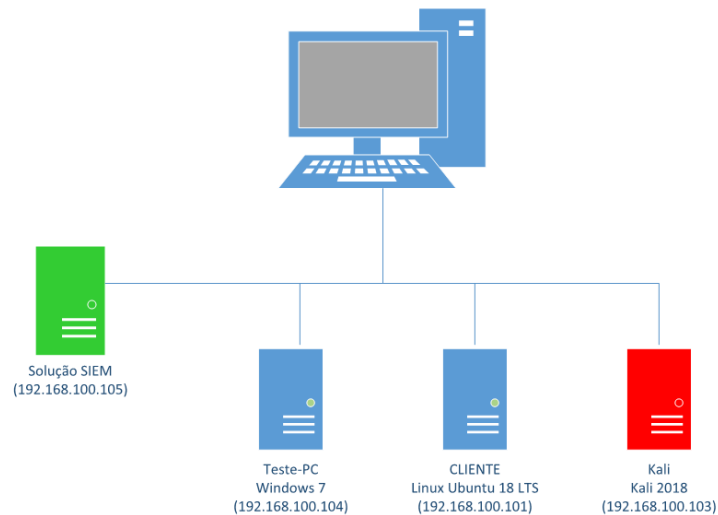 Solução SIEM
(192.168.100.105)
Teste-PC
Windows 7
(192.168.100.104)
CLIENTE
Linux Ubuntu 18 LTS
(192.168.100.101)
Kali
Kali 2018
(192.168.100.103)